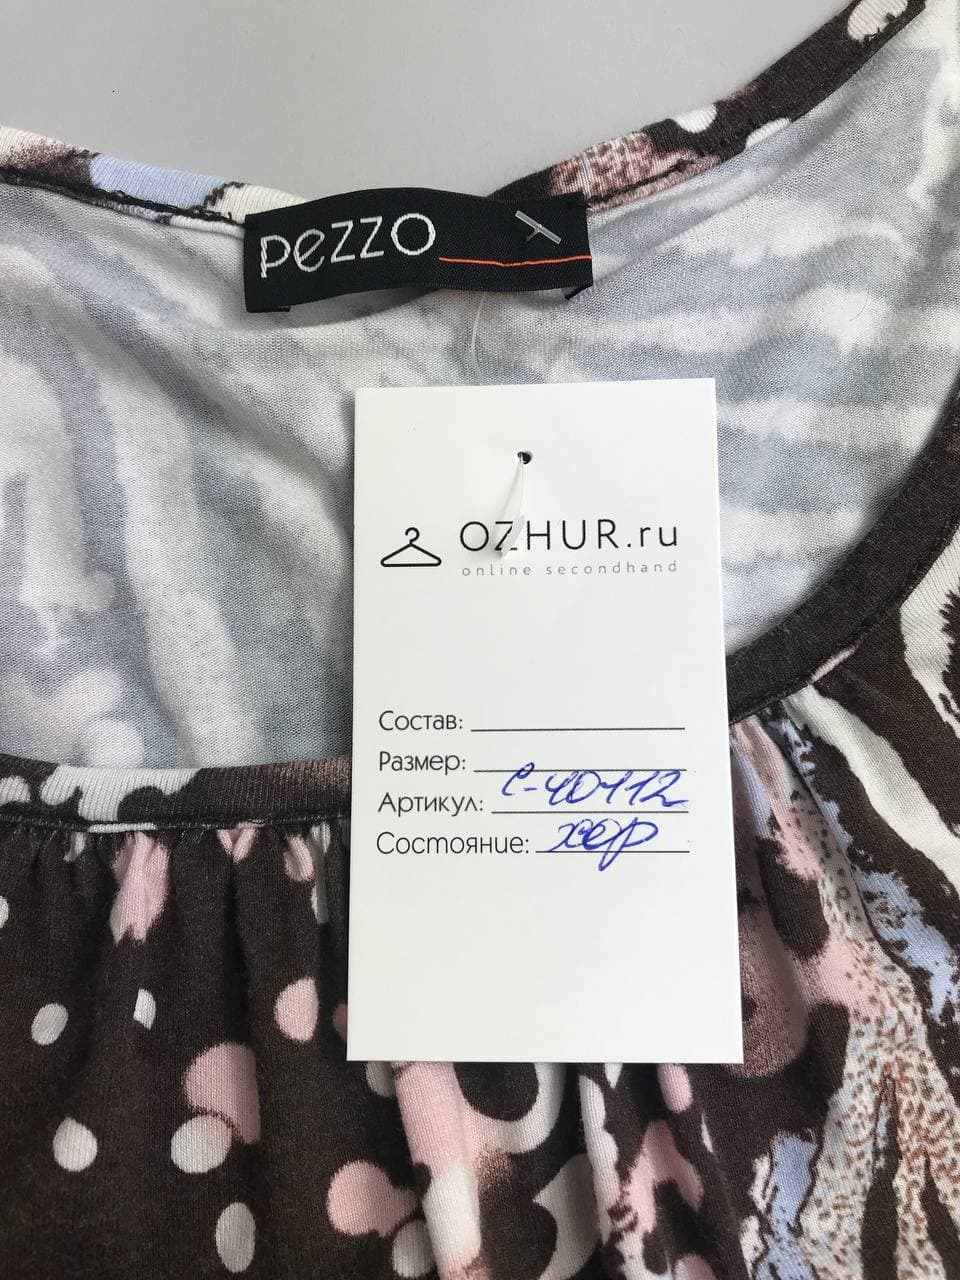 pezzo
OZHUR.ru
online secondhand
Состав:
Размер:
Артикул: С-40112
Состояние: хор